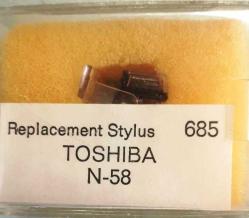 Replacement Stylus 685
TOSHIBA
N-58